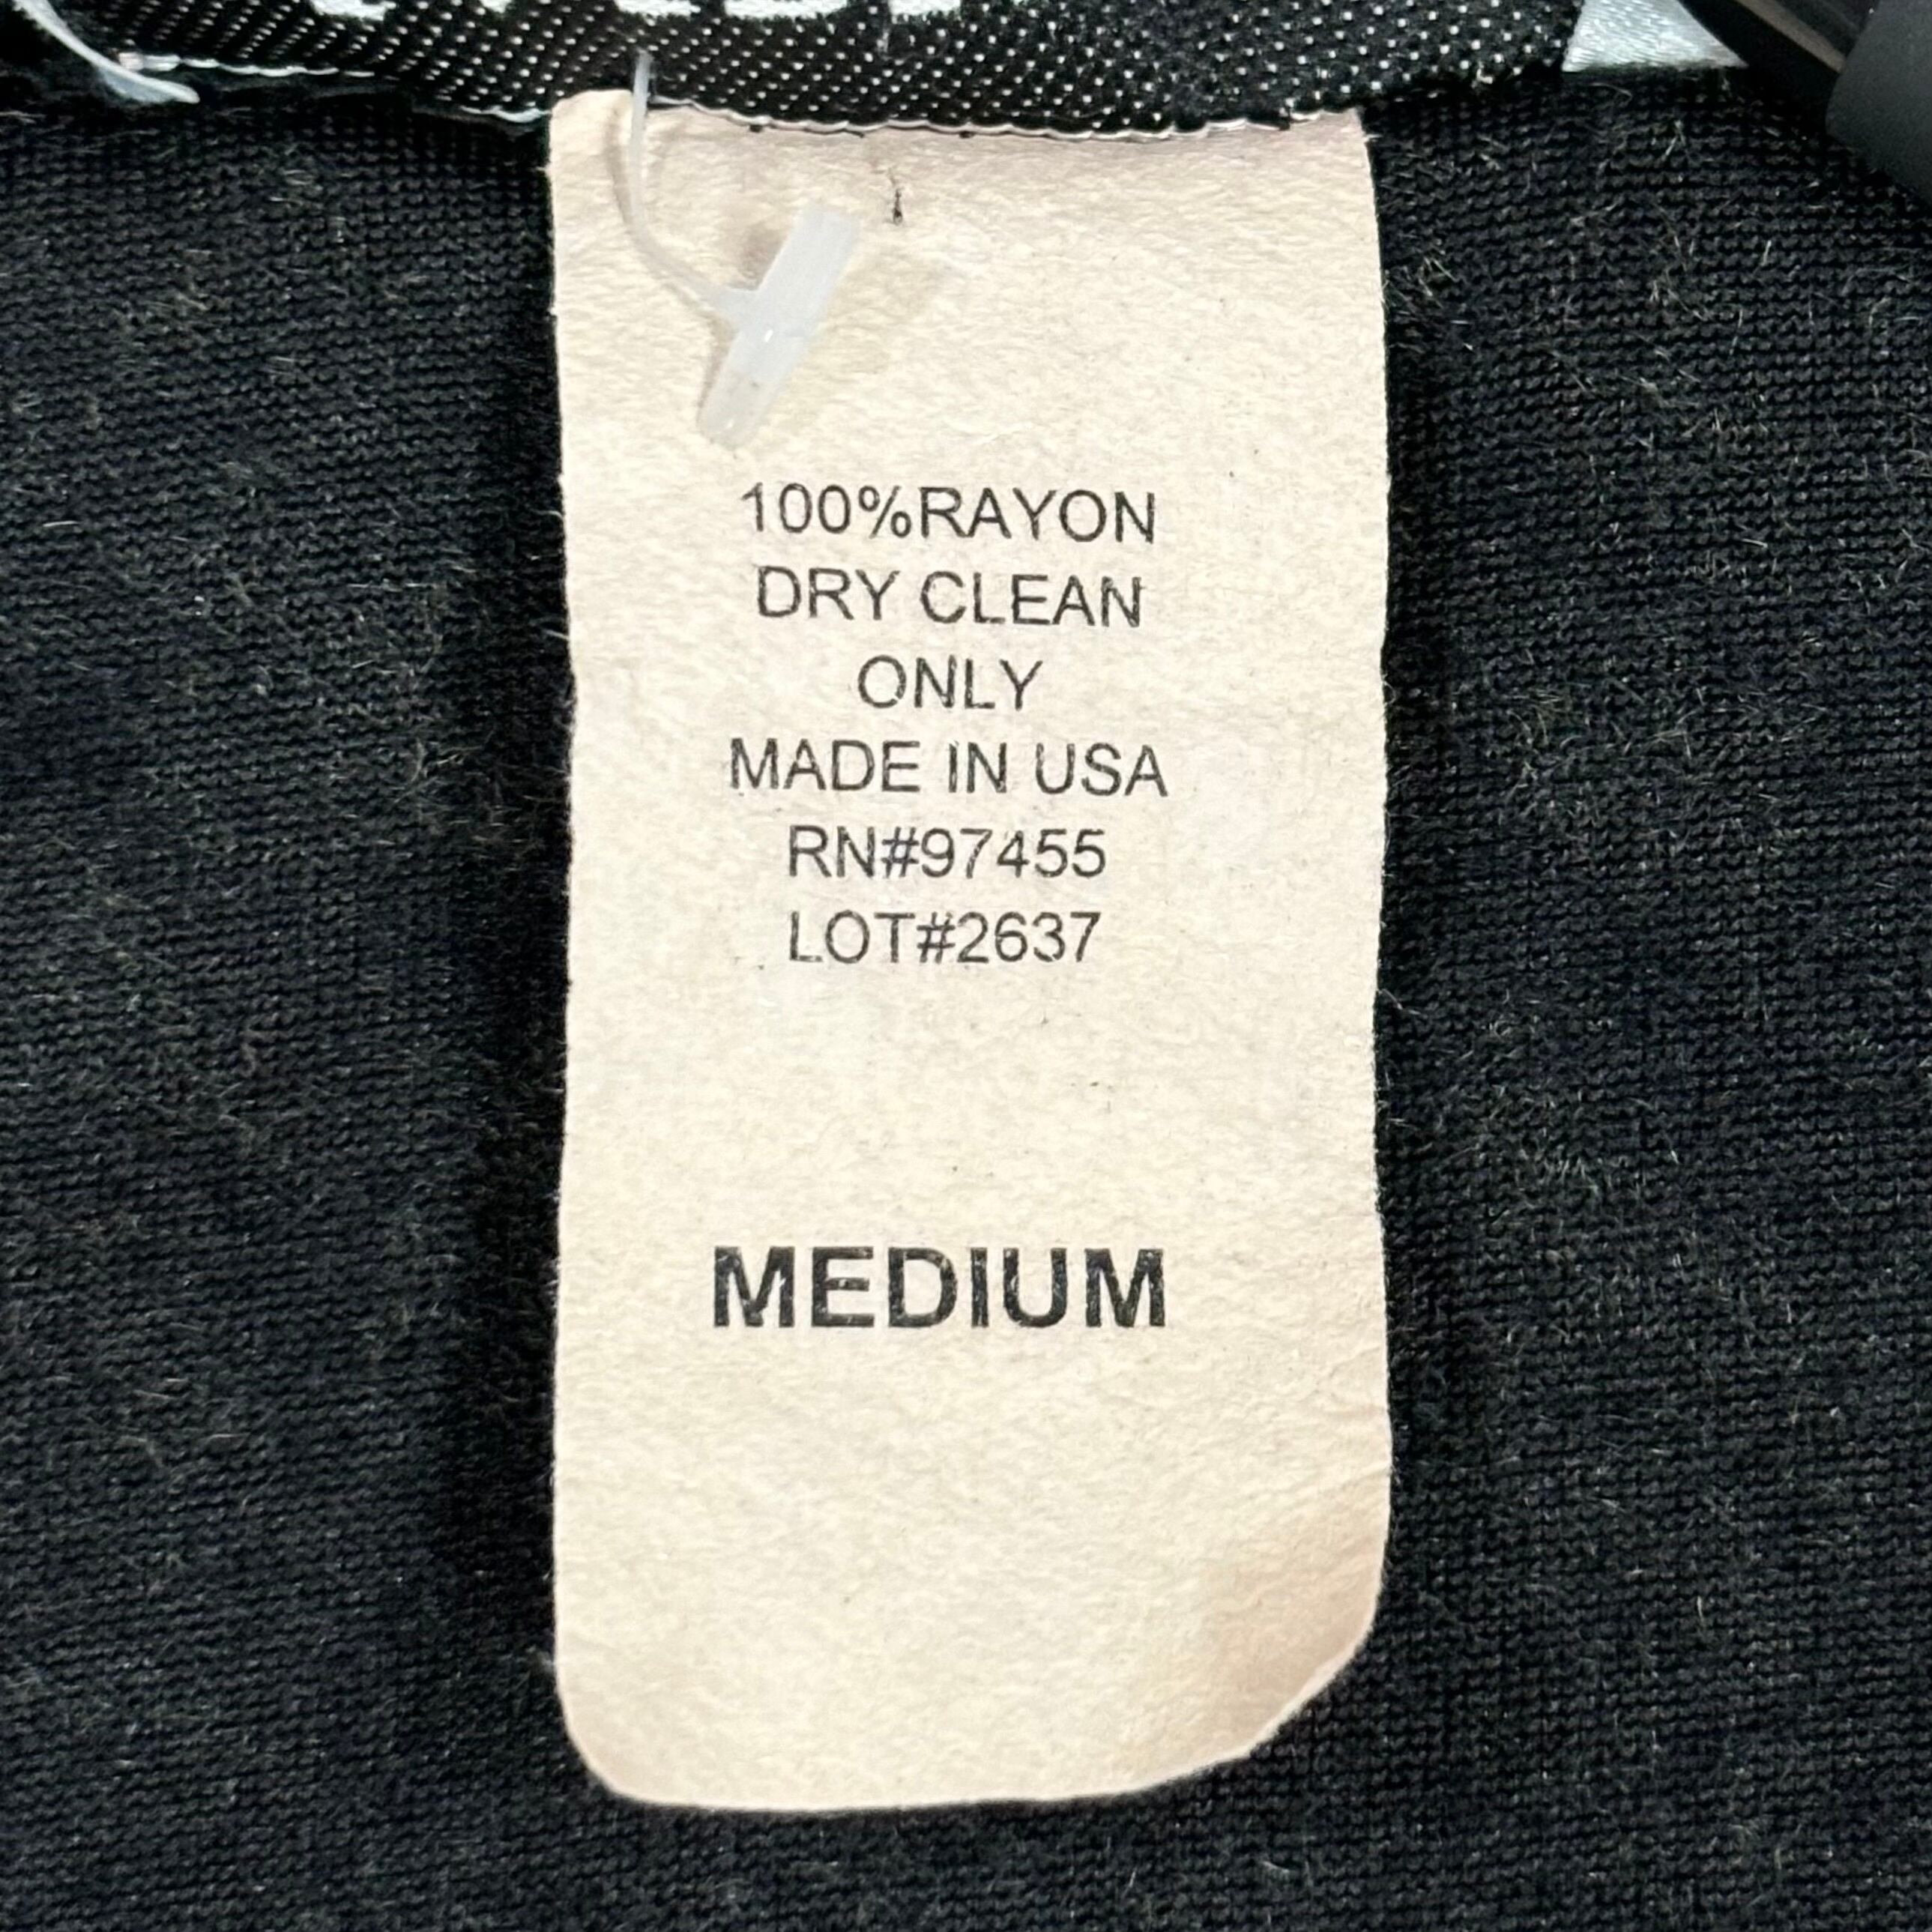 100%RAYON
DRY CLEAN
ONLY
MADE IN USA
RN#97455
LOT#2637
MEDIUM